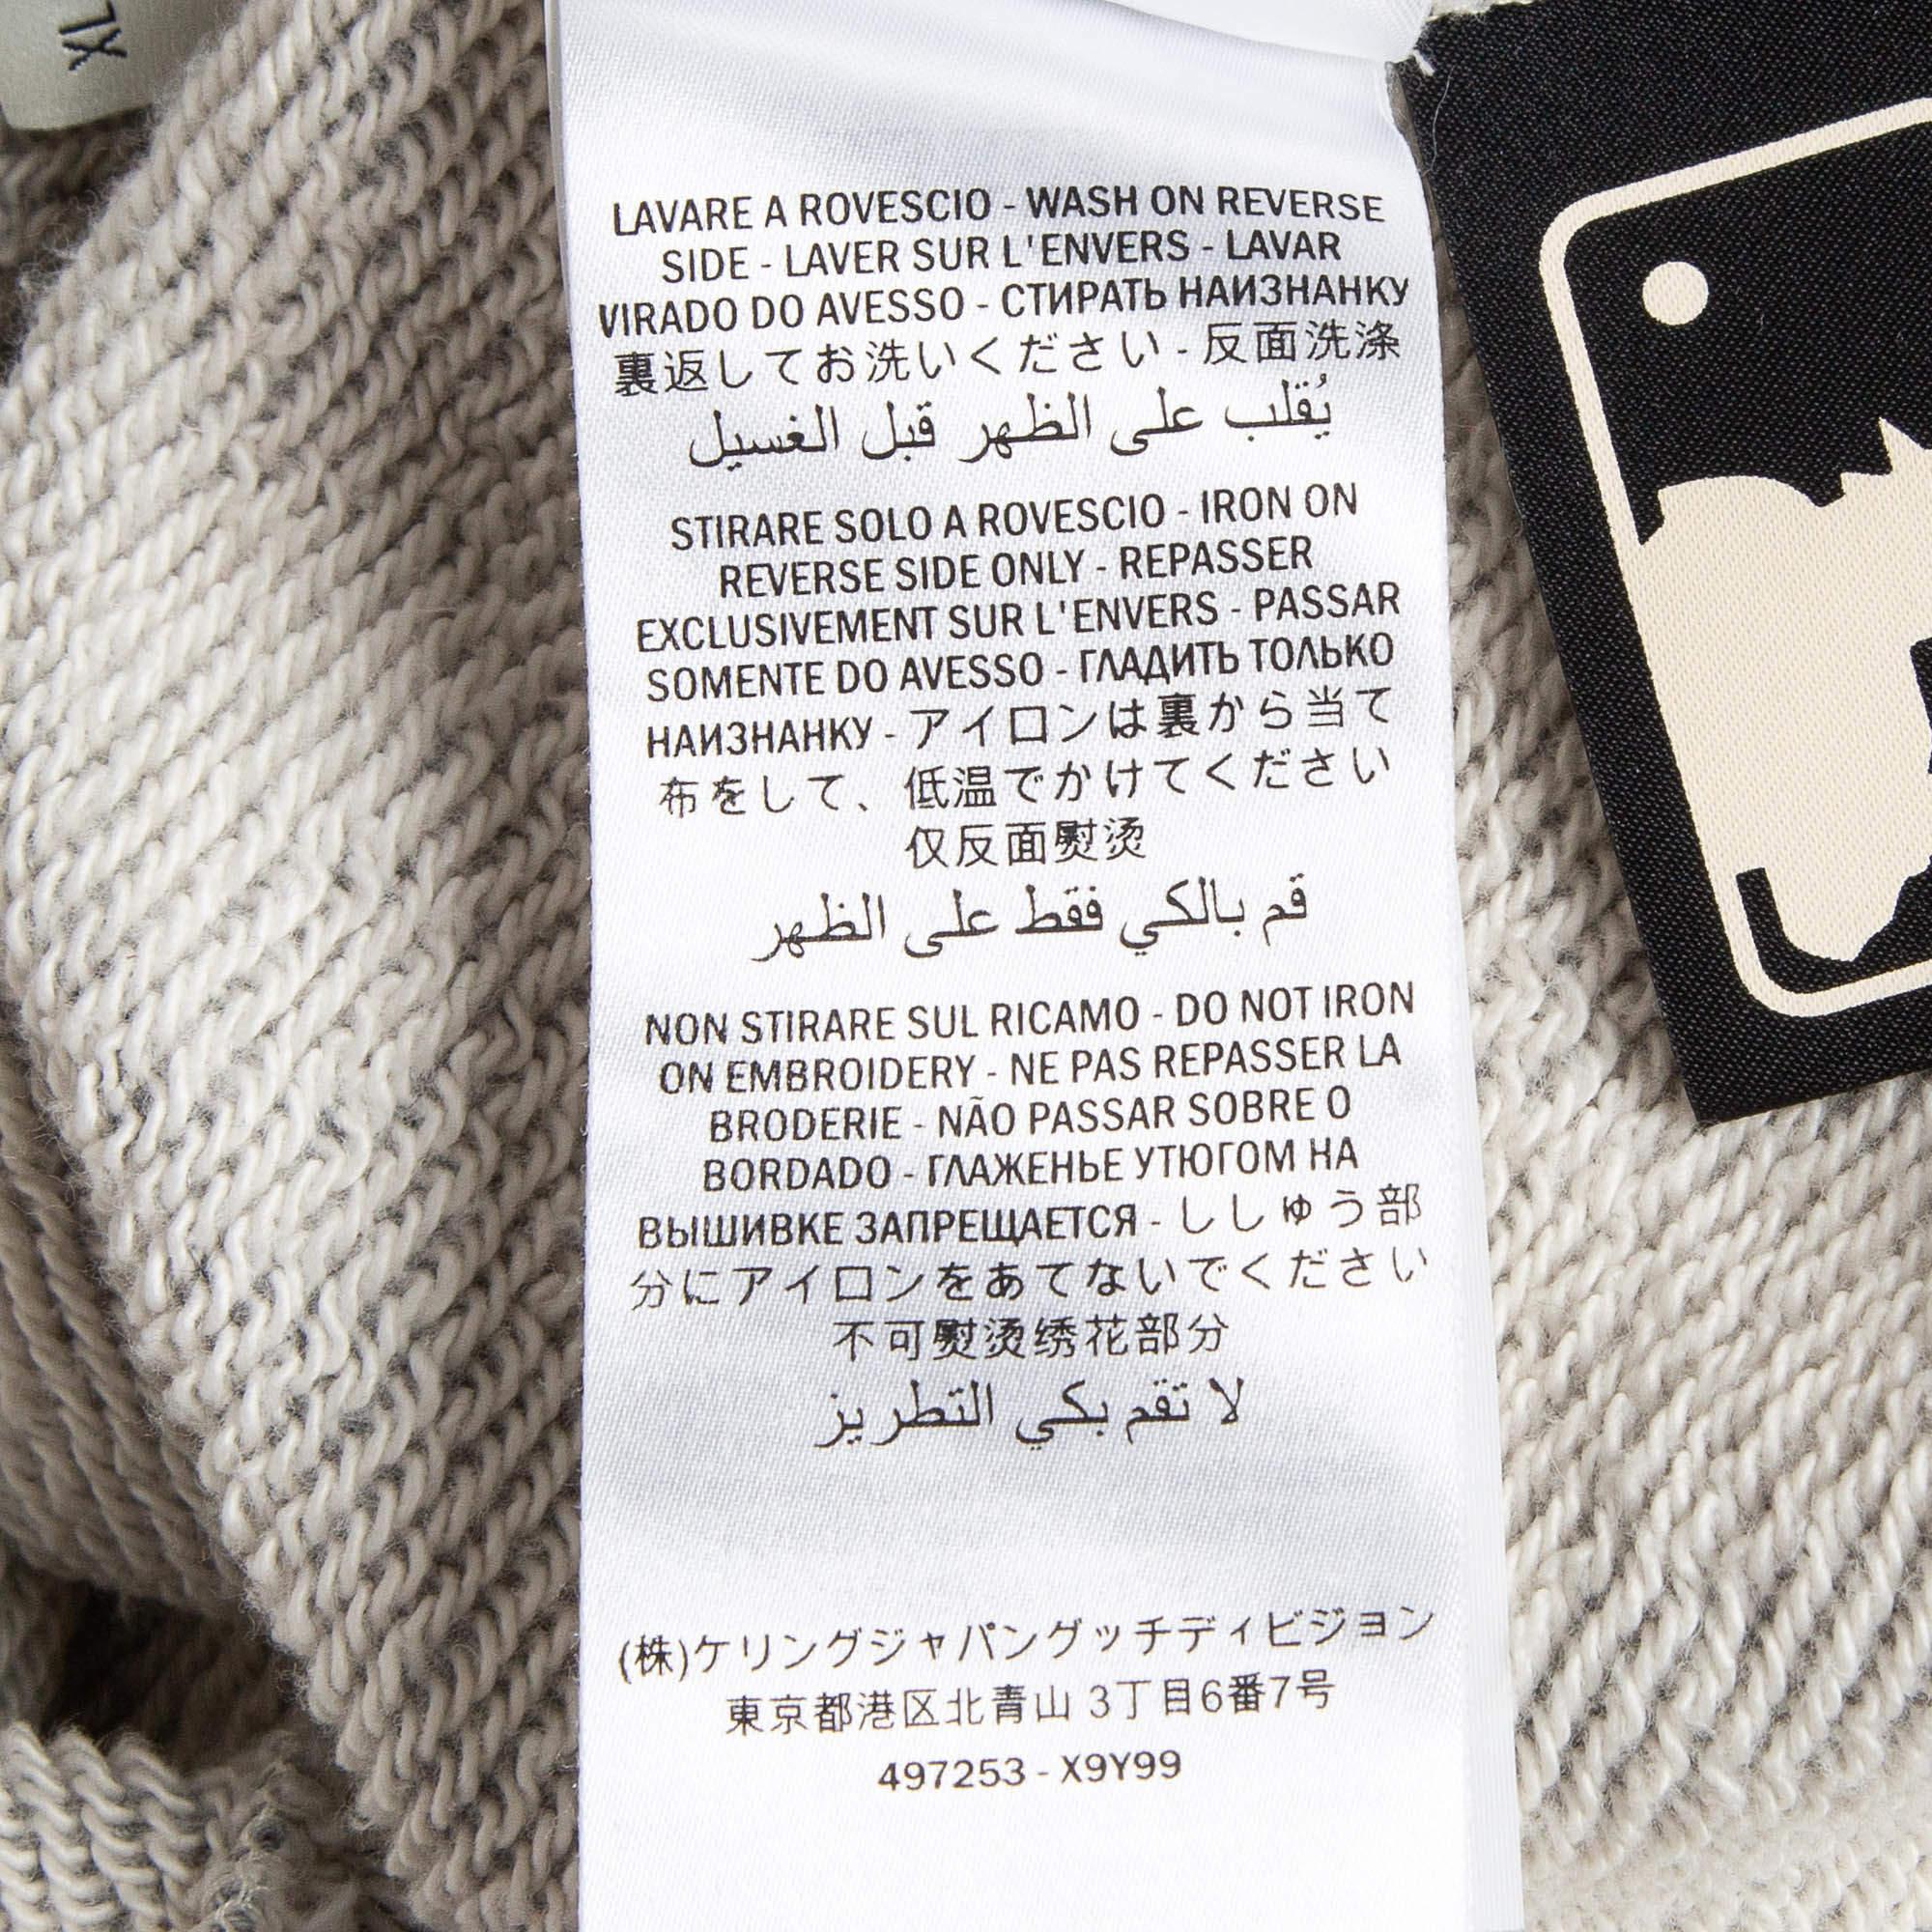 XL
LAVARE A ROVESCIO - WASH ON REVERSE
SIDE - LAVER SUR L'ENVERS - LAVAR
VIRADO DO AVESSO - СТИРАТЬ НАИЗНАНКУ
裏返してお洗いください - 反面洗涤
يُقلب على الظهر قبل الغسيل
STIRARE SOLO A ROVESCIO - IRON ON
REVERSE SIDE ONLY - REPASSER
EXCLUSIVEMENT SUR L'ENVERS - PASSAR
SOMENTE DO AVESSO - ГЛАДИТЬ ТОЛЬКО
НАИЗНАНКУ - アイロンは裏から当て
布をして、低温でかけてください
仅反面熨烫
قم بالكي فقط على الظهر
NON STIRARE SUL RICAMO - DO NOT IRON
ON EMBROIDERY - NE PAS REPASSER LA
BRODERIE - NÃO PASSAR SOBRE O
BORDADO - ГЛАЖЕНЬЕ УТЮГОМ НА
ВЫШИВКЕ ЗАПРЕЩАЕТСЯ - ししゅう部
分にアイロンをあてないでください
不可熨烫绣花部分
لا تقم بكي التطريز
(株)ケリングジャパングッチディビジョン
東京都港区北青山 3丁目6番7号
497253 - X9Y99